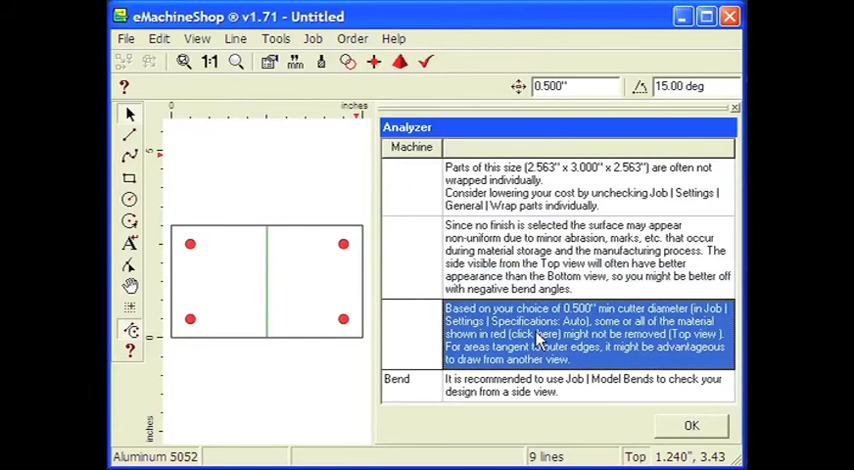 eMachineShop ® v1.71 - Untitled
File Edit View Line Tools Job Order Help
1:1
? 0.500" 15.00 deg
0 inches
5
0
inches
A
?
Analyzer
Machine
Parts of this size (2.563" x 3.000" x 2.563") are often not
wrapped individually.
Consider lowering your cost by unchecking Job | Settings |
General | Wrap parts individually.
Since no finish is selected the surface may appear
non-uniform due to minor abrasion, marks, etc. that occur
during material storage and the manufacturing process. The
side visible from the Top view will often have better
appearance than the Bottom view, so you might be better off
with negative bend angles.
Based on your choice of 0.500" min cutter diameter (in Job |
Settings | Specifications: Auto), some or all of the material
shown in red (click here) might not be removed (Top view ).
For areas tangent to outer edges, it might be advantageous
to draw from another view.
Bend It is recommended to use Job | Model Bends to check your
design from a side view.
OK
Aluminum 5052 9 lines Top 1.240", 3.43